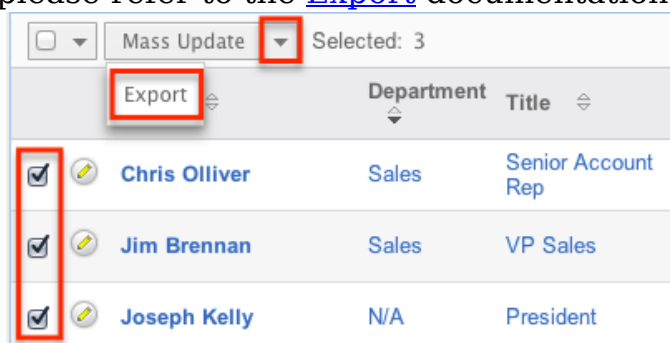 please refer to the Export documentation
Mass Update Selected: 3
Export
Department Title
Chris Olliver Sales Senior Account
Rep
Jim Brennan Sales VP Sales
Joseph Kelly N/A President